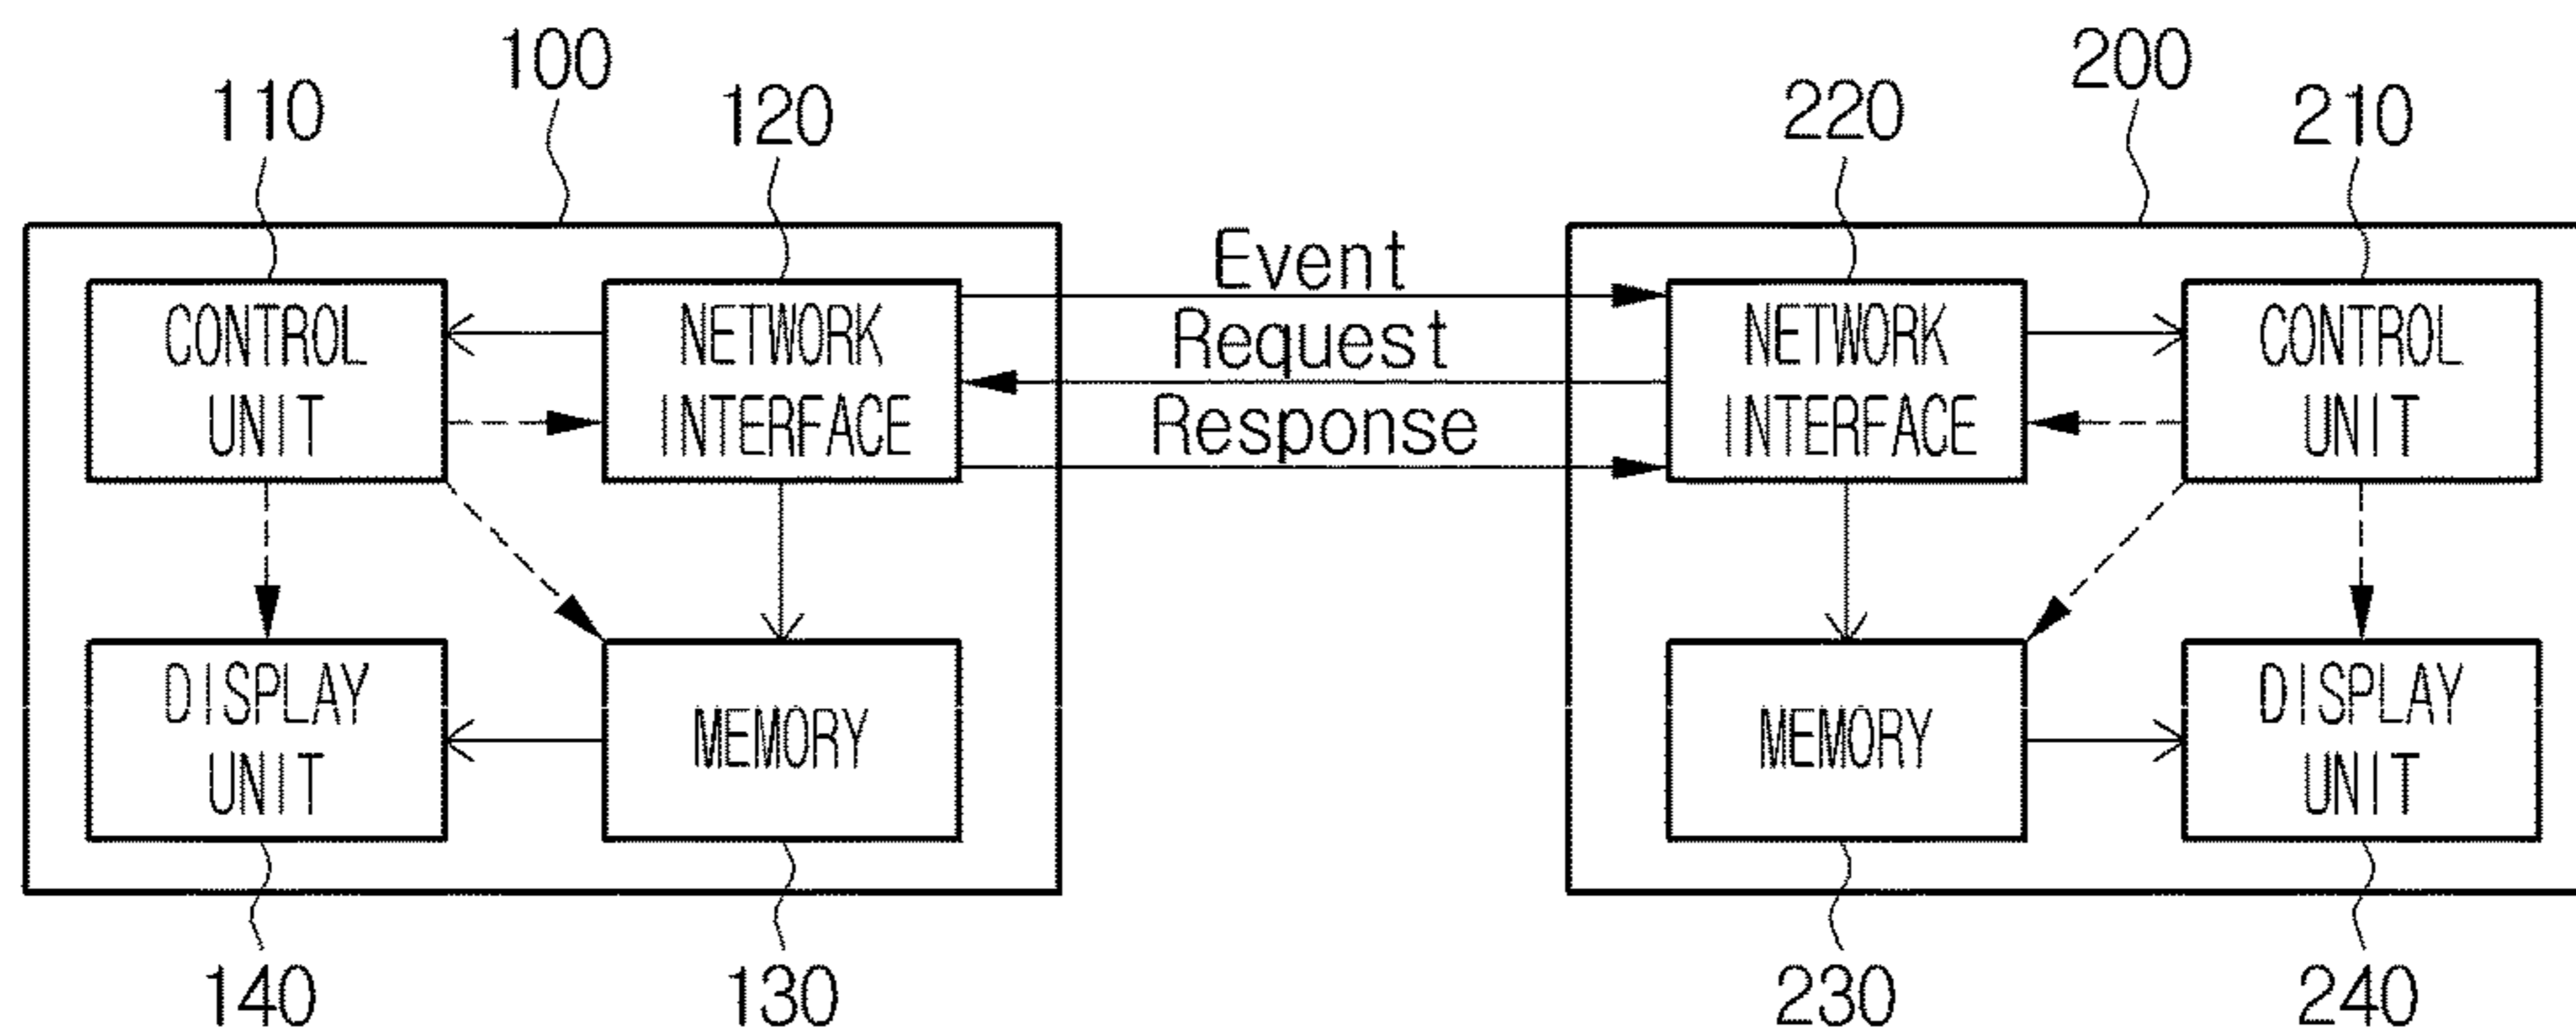 100
200
110
120
220
210
Event
CONTROL
UNIT
NETWORK
INTERFACE
Request
Response
NETWORK
INTERFACE
CONTROL
UNIT
DISPLAY
UNIT
MEMORY
MEMORY
DISPLAY
UNIT
140
130
230
240